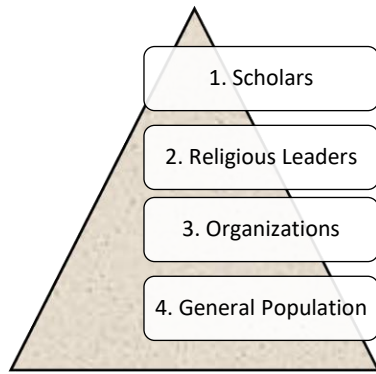 1. Scholars
2. Religious Leaders
3. Organizations
4. General Population